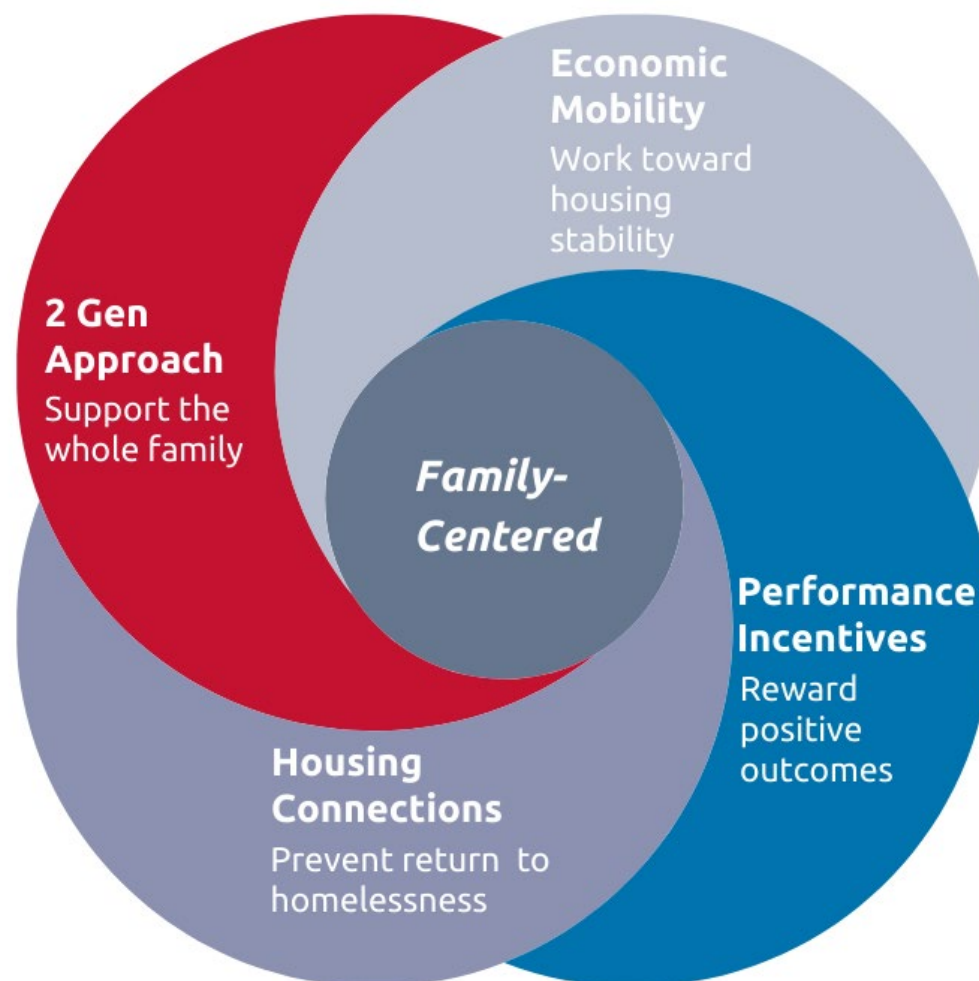 Economic
Mobility
Work toward
housing
stability
2 Gen
Approach
Support the
whole family
Family-
Centered
Performance
Incentives
Reward
positive
outcomes
Housing
Connections
Prevent return  to
homelessness